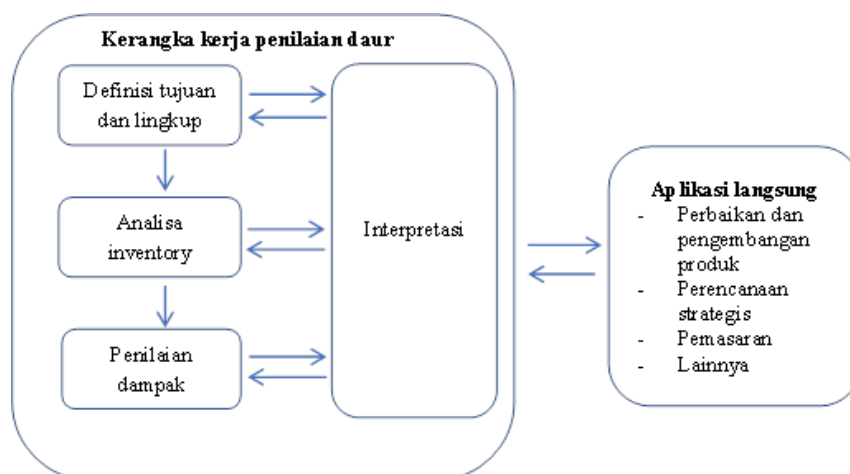 Kerangka kerja penilaian daur
Definisi tujuan
dan lingkup
Analisa
inventory
Penilaian
dampak
Interpretasi
Aplikasi langsung
- Perbaikan dan
pengembangan
produk
- Perencanaan
strategis
- Pemasaran
- Lainnya